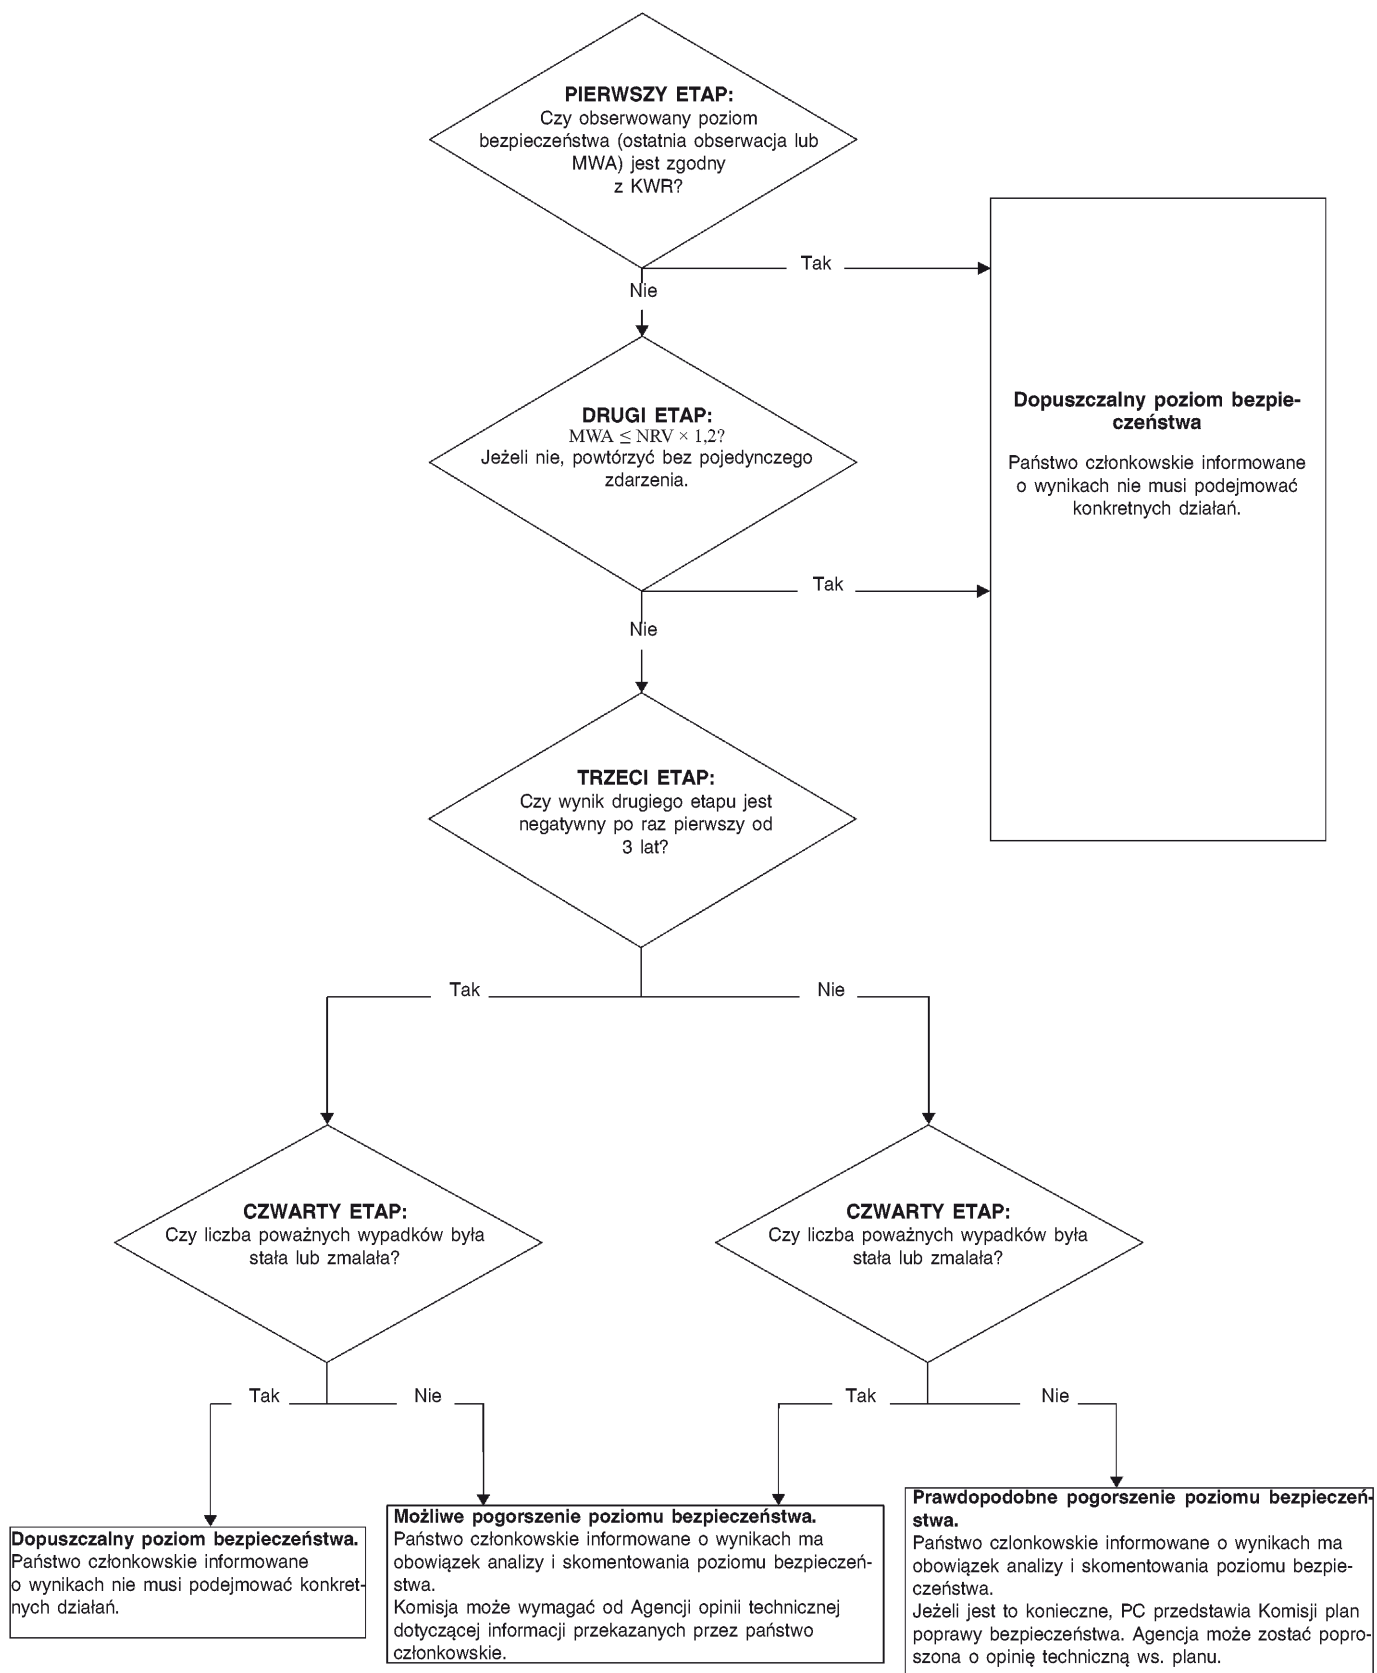 PIERWSZY ETAP:
Czy obserwowany poziom
bezpieczeństwa (ostatnia obserwacja lub
MWA) jest zgodny
z KWR?
Tak
Nie
DRUGI ETAP:
MWA ≤ NRV × 1,2?
Jeżeli nie, powtórzyć bez pojedynczego
zdarzenia.
Dopuszczalny poziom bezpie-
czeństwa
Państwo członkowskie informowane
o wynikach nie musi podejmować
konkretnych działań.
Tak
Nie
TRZECI ETAP:
Czy wynik drugiego etapu jest
negatywny po raz pierwszy od
3 lat?
Tak
Nie
CZWARTY ETAP:
Czy liczba poważnych wypadków była
stała lub zmalała?
CZWARTY ETAP:
Czy liczba poważnych wypadków była
stała lub zmalała?
Tak
Nie
Tak
Nie
Dopuszczalny poziom bezpieczeństwa.
Państwo członkowskie informowane
o wynikach nie musi podejmować konkret-
nych działań.
Możliwe pogorszenie poziomu bezpieczeństwa.
Państwo członkowskie informowane o wynikach ma
obowiązek analizy i skomentowania poziomu bezpieczeń-
stwa.
Komisja może wymagać od Agencji opinii technicznej
dotyczącej informacji przekazanych przez państwo
członkowskie.
Prawdopodobne pogorszenie poziomu bezpieczeń-
stwa.
Państwo czlonkowskie informowane o wynikach ma
obowiązek analizy i skomentowania poziomu bezpie-
czeństwa.
Jeżeli jest to konieczne, PC przedstawia Komisji plan
poprawy bezpieczeństwa. Agencja może zostać popro-
szona o opinię techniczną ws. planu.